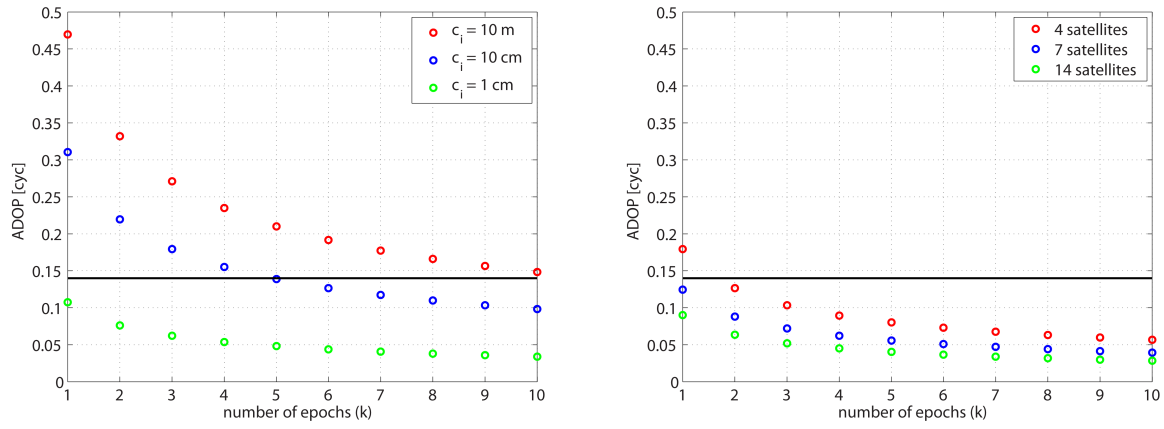 0.5
0.45
0.4
0.35
0.3
0.25
0.2
0.15
0.1
0.05
0
ADOP [cyc]
1 2 3 4 5 6 7 8 9 10
number of epochs (k)
c_i = 10 m
c_i = 10 cm
c_i = 1 cm
0.5
0.45
0.4
0.35
0.3
0.25
0.2
0.15
0.1
0.05
0
ADOP [cyc]
1 2 3 4 5 6 7 8 9 10
number of epochs (k)
4 satellites
7 satellites
14 satellites